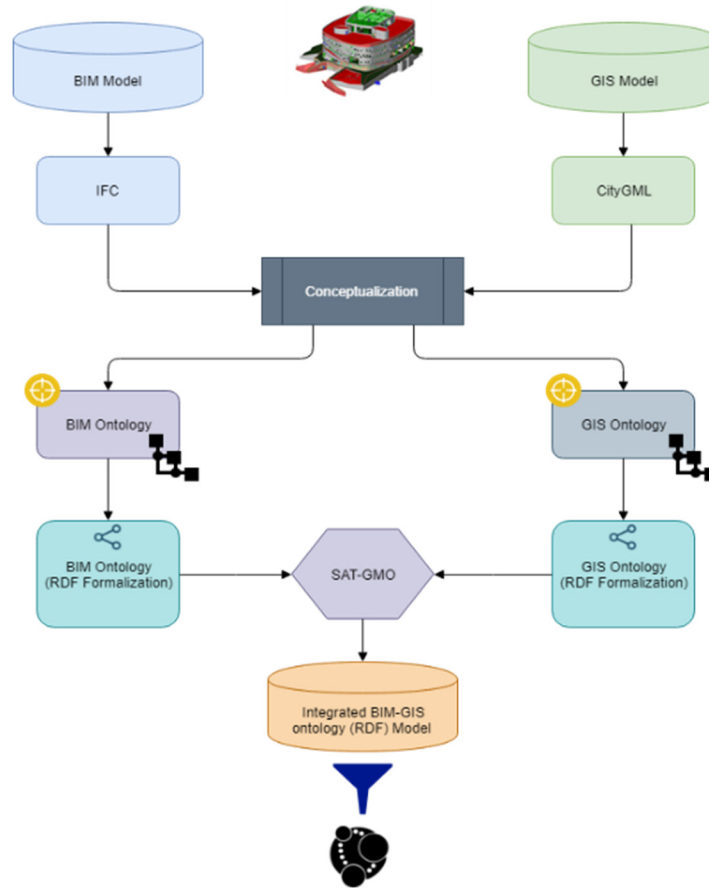 BIM Model
GIS Model
IFC
CityGML
Conceptualization
BIM Ontology
GIS Ontology
BIM Ontology
(RDF Formalization)
SAT-GMO
GIS Ontology
(RDF Formalization)
Integrated BIM-GIS
ontology (RDF) Model